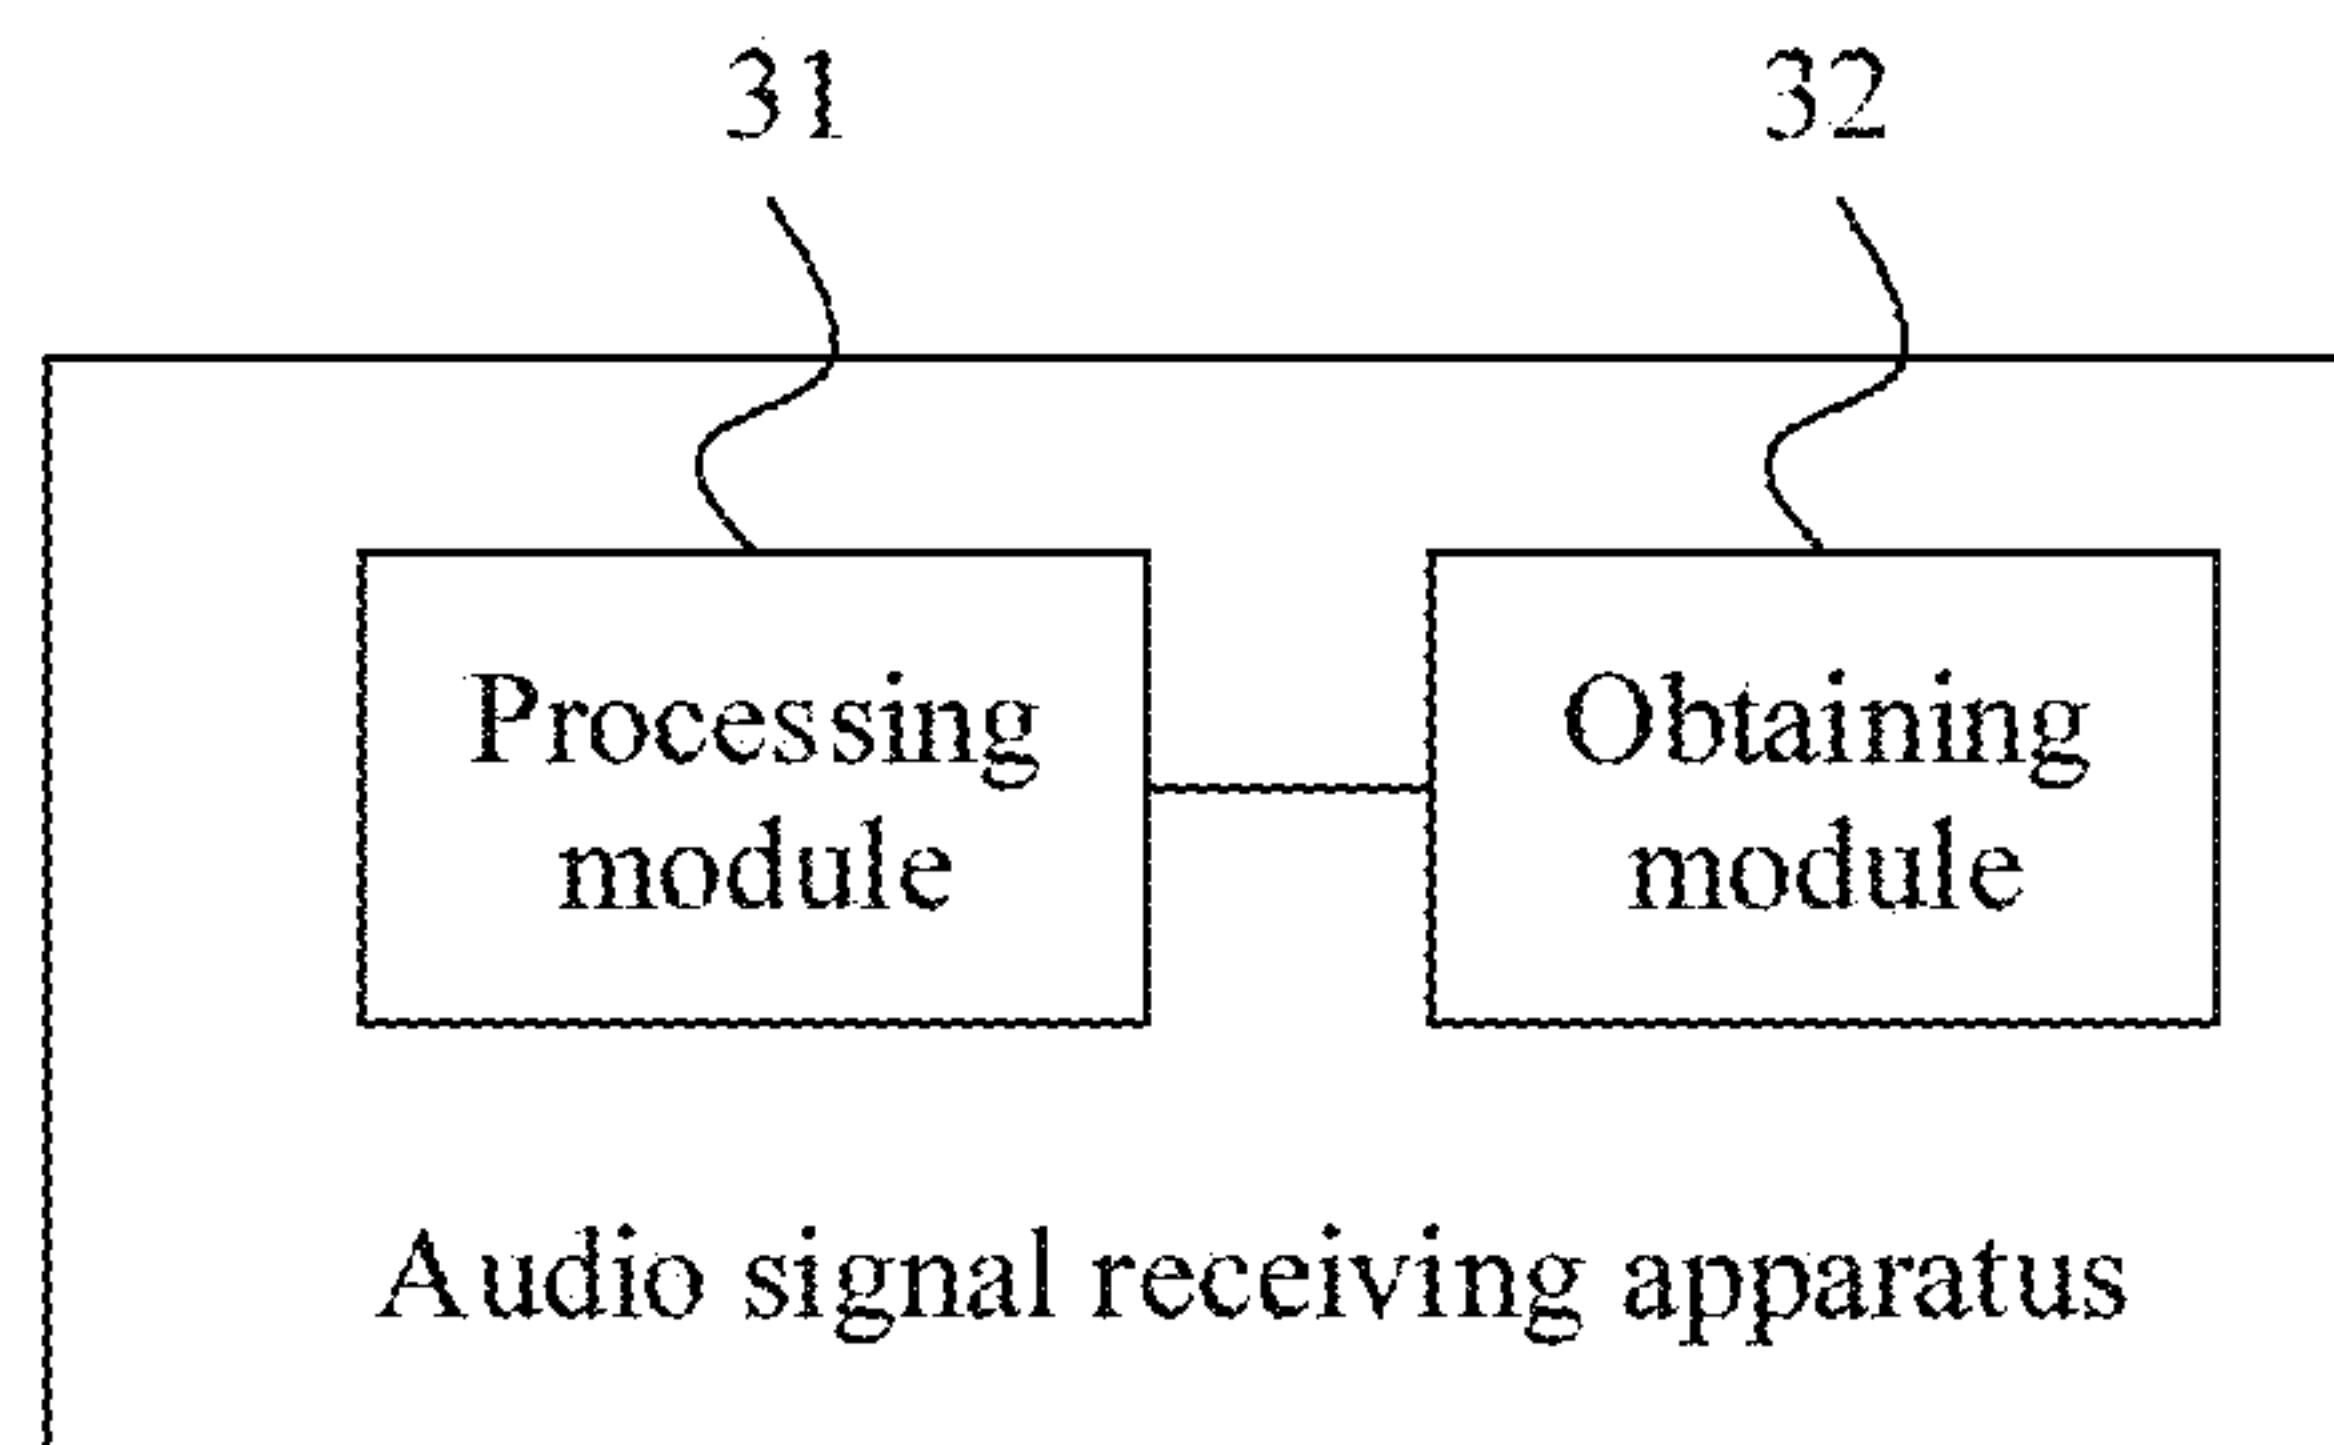 31
32
Processing
module
Obtaining
module
Audio signal receiving apparatus